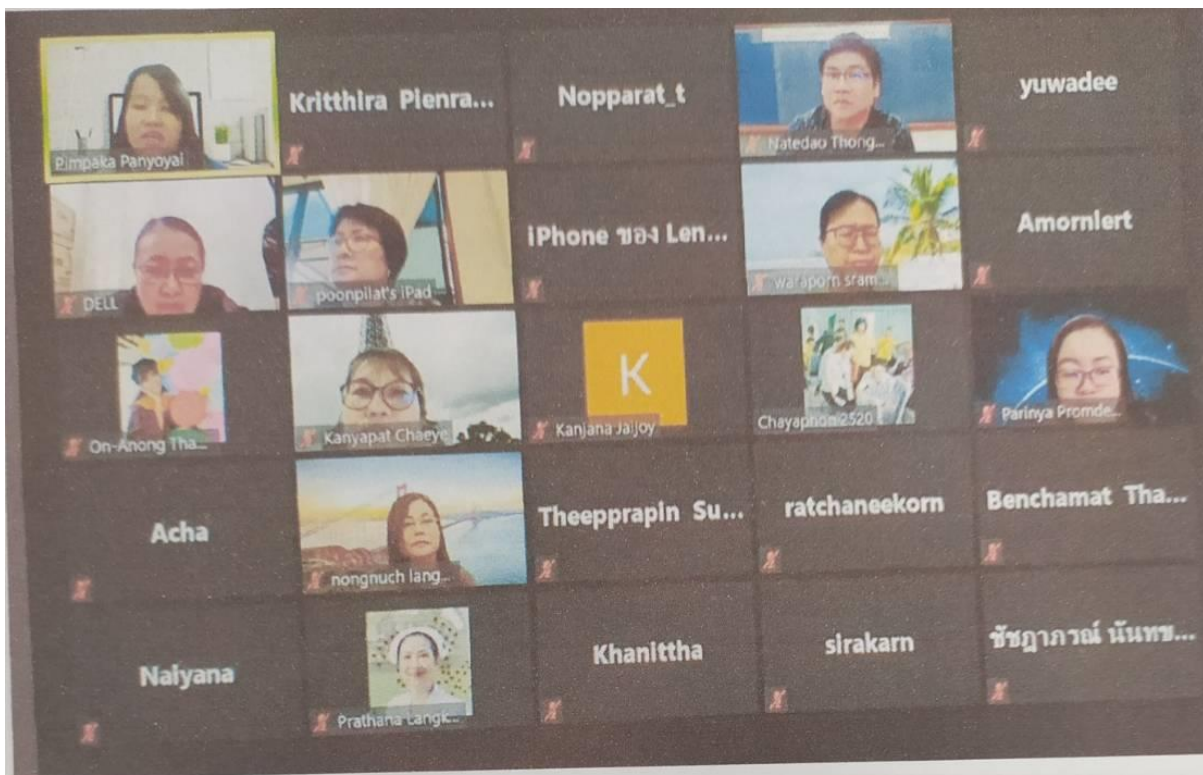 Pimpaka Panyoyai
Kritthira Pienra...
Nopparat_t
Natedao Thong...
yuwadee
DELL
poonpilat's iPad
iPhone ของ Len...
waraporn sram...
Amornlert
On-Anong Tha...
Kanyapat Chaeye
K
Kanjana Jaijoy
Chayaphon2520
Parinya Promde...
Acha
nongnuch lang...
Theepprapin Su...
ratchaneekorn
Benchamat Tha...
Naiyana
Prathana Langk...
Khanittha
sirakarn
ชัชฎาภรณ์ นันทข...